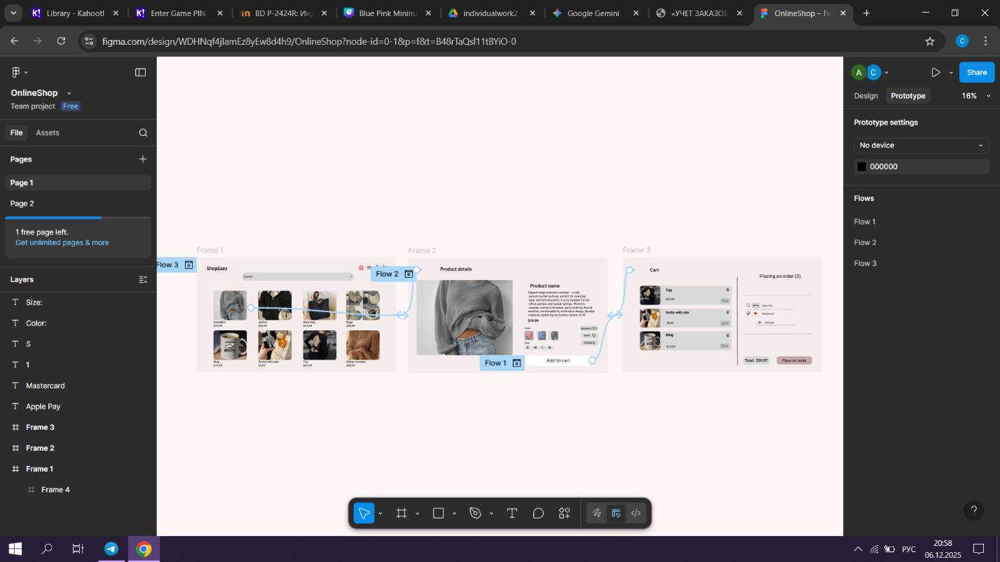 Library - Kahoot!
Enter Game PIN
BD P-2424R: Инд
Blue Pink Minima
individualwork2
Google Gemini
«УЧЕТ ЗАКАЗОВ
OnlineShop – Fig
figma.com/design/WDHNqf4jIamEz8yEw8d4h9/OnlineShop?node-id=0-1&p=f&t=B48rTaQsl11tBYiO-0
C
OnlineShop
Team project Free
File Assets
Pages
Page 1
Page 2
1 free page left.
Get unlimited pages & more
Layers
Size:
Color:
S
1
Mastercard
Apple Pay
Frame 3
Frame 2
Frame 1
Frame 4
Frame 1
Flow 3
ShopEasy
Search
Sweaters
$29,99
Jacket
$49,99
Style bag
$19,99
Bags
$29,99
Mug
$19,99
Socks with cats
$9,99
Top
$29,99
Winter sweater
$59,99
Frame 2
Flow 2
Product details
Product name
Elegant beige women's sweater – a soft
autumn/winter pullover, perfect for everyday
wear and formal events. A cozy sweater for the
office, parties, and casual outings. Women's
sweater, women's knitwear, party clothing. Round
neckline, comfortable fit, minimalist design, durable
material, stylish top for fashion lovers.19.99
$29,99
Color:
Size:
S M L XL
reviews (51)
save
shipping
Flow 1
Add to cart
Frame 3
Cart
Top
$29,99
1
Socks with cats
$9,99
1
Mug
$19,99
1
Placing an order (3)
Apple Pay
Mastercard
Add card
Total: $59,97
Place an order
A C
Share
Design Prototype 16%
Prototype settings
No device
000000
Flows
Flow 1
Flow 2
Flow 3
?
РУС
20:58
06.12.2025